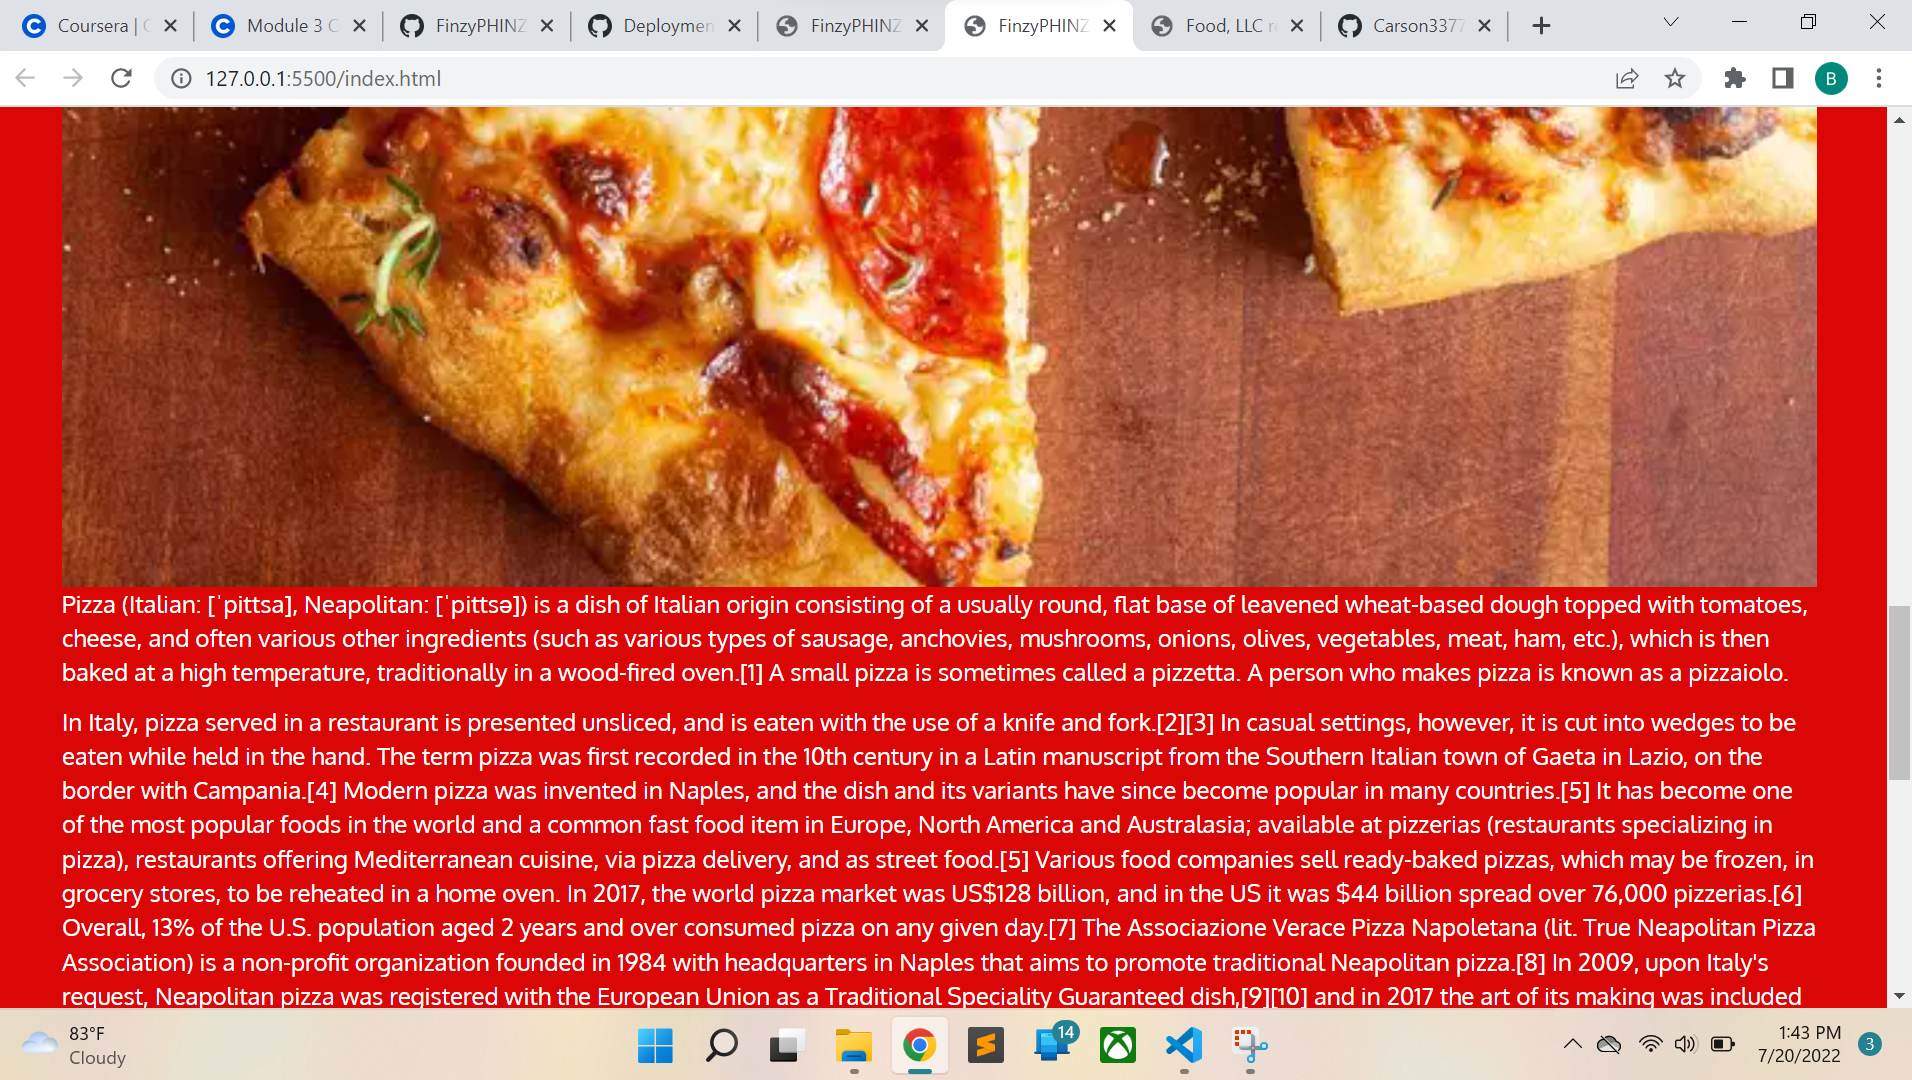 Coursera |
Module 3 C
FinzyPHINZ
Deploymen
FinzyPHINZ
FinzyPHINZ
Food, LLC r
Carson3377
127.0.0.1:5500/index.html
B
Pizza (Italian: [ˈpittsa], Neapolitan: [ˈpittsə]) is a dish of Italian origin consisting of a usually round, flat base of leavened wheat-based dough topped with tomatoes,
cheese, and often various other ingredients (such as various types of sausage, anchovies, mushrooms, onions, olives, vegetables, meat, ham, etc.), which is then
baked at a high temperature, traditionally in a wood-fired oven.[1] A small pizza is sometimes called a pizzetta. A person who makes pizza is known as a pizzaiolo.
In Italy, pizza served in a restaurant is presented unsliced, and is eaten with the use of a knife and fork.[2][3] In casual settings, however, it is cut into wedges to be
eaten while held in the hand. The term pizza was first recorded in the 10th century in a Latin manuscript from the Southern Italian town of Gaeta in Lazio, on the
border with Campania.[4] Modern pizza was invented in Naples, and the dish and its variants have since become popular in many countries.[5] It has become one
of the most popular foods in the world and a common fast food item in Europe, North America and Australasia; available at pizzerias (restaurants specializing in
pizza), restaurants offering Mediterranean cuisine, via pizza delivery, and as street food.[5] Various food companies sell ready-baked pizzas, which may be frozen, in
grocery stores, to be reheated in a home oven. In 2017, the world pizza market was US$128 billion, and in the US it was $44 billion spread over 76,000 pizzerias.[6]
Overall, 13% of the U.S. population aged 2 years and over consumed pizza on any given day.[7] The Associazione Verace Pizza Napoletana (lit. True Neapolitan Pizza
Association) is a non-profit organization founded in 1984 with headquarters in Naples that aims to promote traditional Neapolitan pizza.[8] In 2009, upon Italy's
request, Neapolitan pizza was registered with the European Union as a Traditional Speciality Guaranteed dish,[9][10] and in 2017 the art of its making was included
83°F
Cloudy
14
1:43 PM
7/20/2022
3